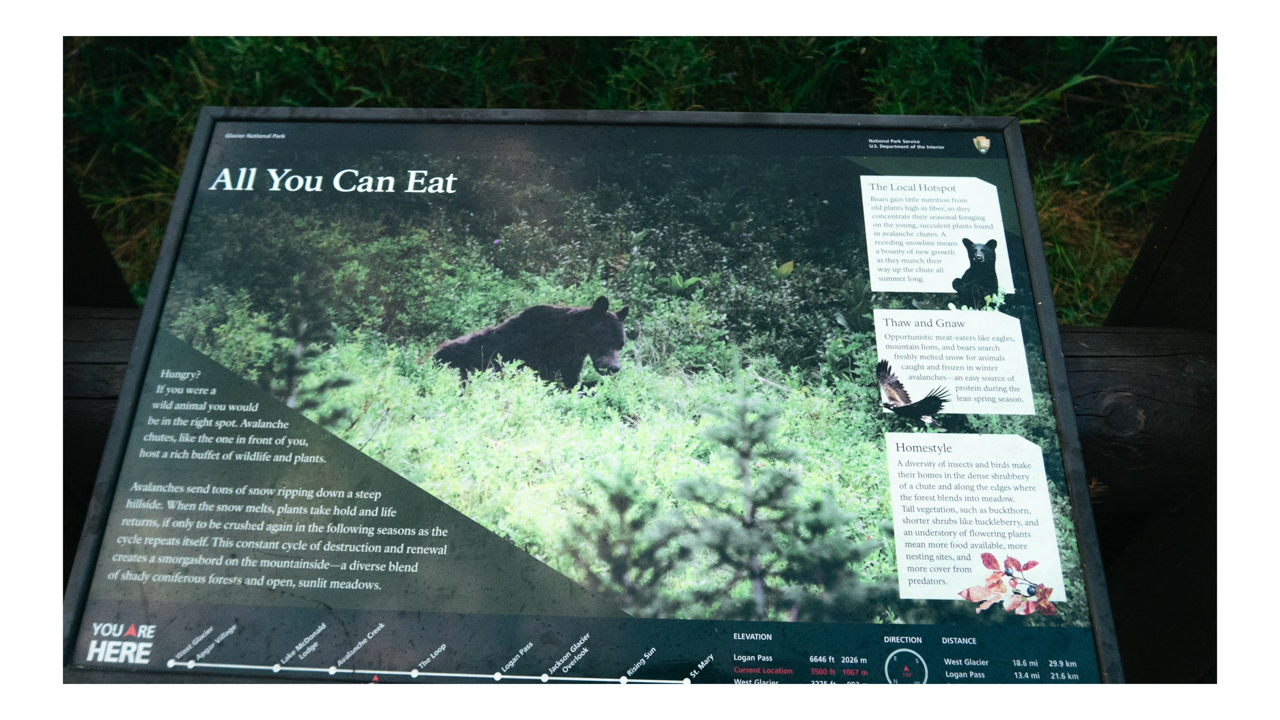 Glacier National Park
National Park Service
U.S. Department of the Interior
All You Can Eat
Hungry?
If you were a
wild animal you would
be in the right spot. Avalanche
chutes, like the one in front of you,
host a rich buffet of wildlife and plants.
Avalanches send tons of snow ripping down a steep
hillside. When the snow melts, plants take hold and life
returns, if only to be crushed again in the following seasons as the
cycle repeats itself. This constant cycle of destruction and renewal
creates a smorgasbord on the mountainside—a diverse blend
of shady coniferous forests and open, sunlit meadows.
The Local Hotspot
Bears gain little nutrition from
old plants high in fiber, so they
concentrate their seasonal foraging
on the young, succulent plants found
in avalanche chutes. A
receding snowline means
a bounty of new growth
as they munch their
way up the chute all
summer long.
Thaw and Gnaw
Opportunistic meat-eaters like eagles,
mountain lions, and bears search
freshly melted snow for animals
caught and frozen in winter
avalanches—an easy source of
protein during the
lean spring season.
Homestyle
A diversity of insects and birds make
their homes in the dense shrubbery
of a chute and along the edges where
the forest blends into meadow.
Tall vegetation, such as buckthorn,
shorter shrubs like huckleberry, and
an understory of flowering plants
mean more food available, more
nesting sites, and
more cover from
predators.
YOU ARE
HERE
West Glacier
Apgar Village
Lake McDonald
Lodge
Avalanche Creek
The Loop
Logan Pass
Jackson Glacier
Overlook
Rising Sun
St. Mary
ELEVATION
Logan Pass 6646 ft 2026 m
Current Location 3500 ft 1067 m
West Glacier
DIRECTION
DISTANCE
West Glacier 18.6 mi 29.9 km
Logan Pass 13.4 mi 21.6 km